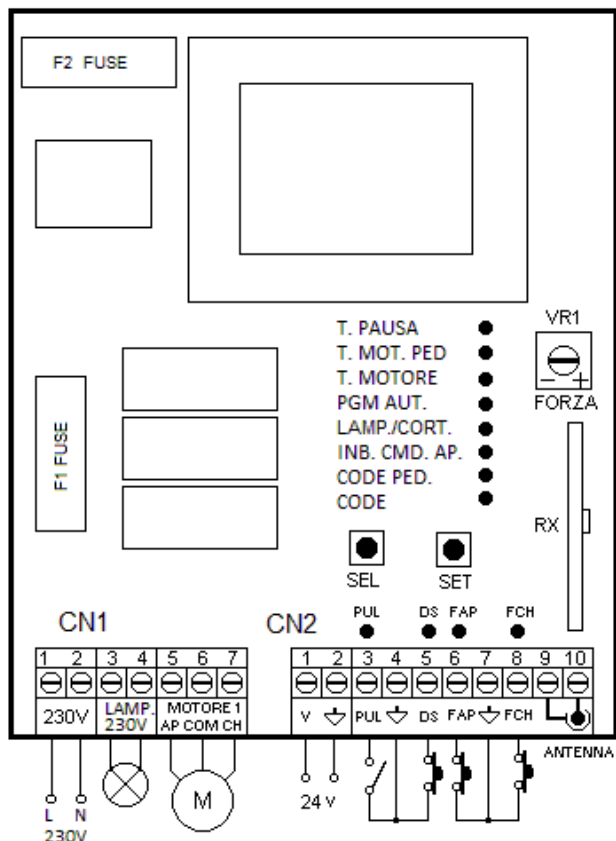 F2 FUSE
T. PAUSA
T. MOT. PED
T. MOTORE
PGM AUT.
LAMP./CORT.
INB. CMD. AP.
CODE PED.
CODE
VR1
- +
FORZA
F1 FUSE
RX
SEL
SET
PUL DS FAP FCH
CN1
CN2
1 2 3 4 5 6 7
1 2 3 4 5 6 7 8 9 10
230V
LAMP.
230V
MOTORE 1
AP COM CH
V PUL DS FAP FCH
ANTENNA
M
24 V
L N
230V